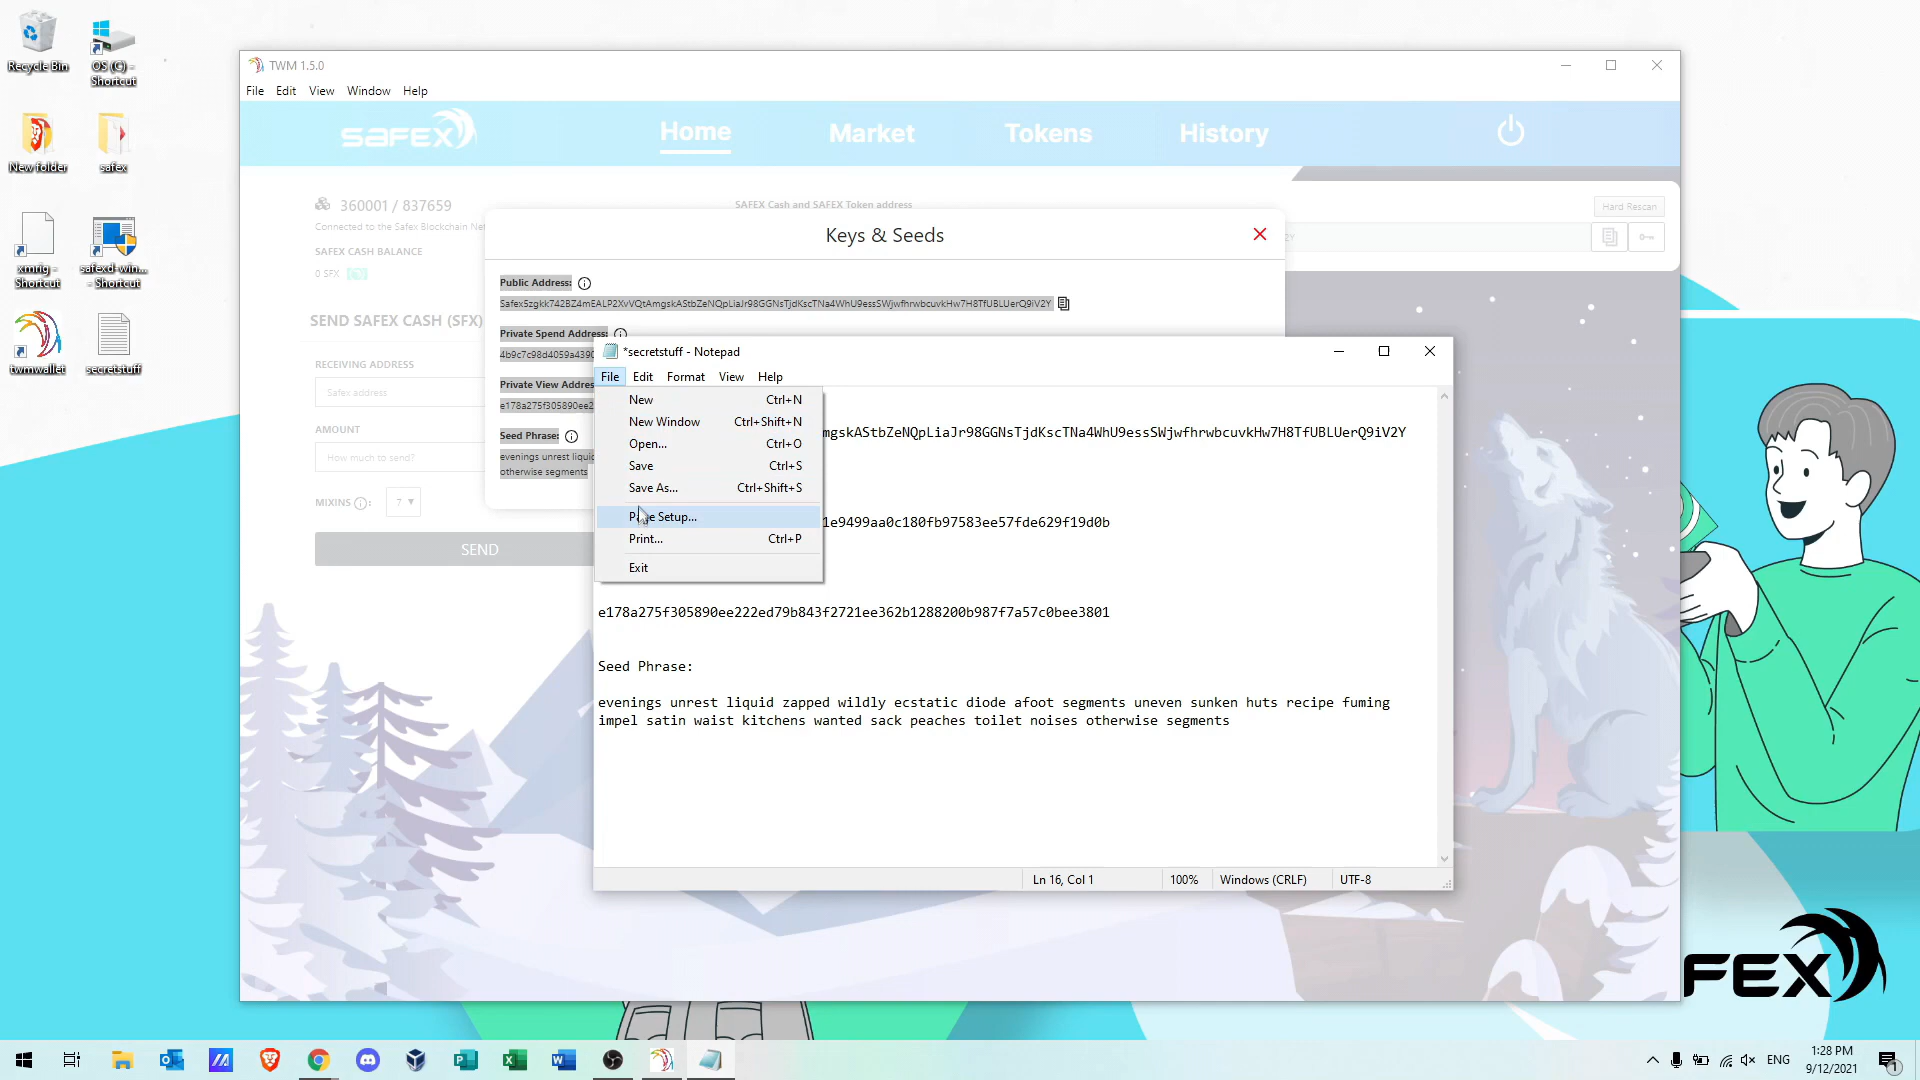 Recycle Bin
OS (C) - Shortcut
New folder
safex
xmrig - Shortcut
safexd-win... - Shortcut
twmwallet
secretstuff
TWM 1.5.0
File Edit View Window Help
safex
Home Market Tokens History
360001 / 837659
Connected to the Safex Blockchain Net
SAFEX CASH BALANCE
0 SFX
SAFEX Cash and SAFEX Token address
Hard Rescan
2Y
SEND SAFEX CASH (SFX)
RECEIVING ADDRESS
Safex address
AMOUNT
How much to send?
MIXINS : 7
SEND
Keys & Seeds
Public Address:
Safex5zgkk742BZ4mEALP2XvVQtAmgskAStbZeNQpLiaJr98GGNsTjdKscTNa4WhU9essSWjwfhrwbcuvkHw7H8TfUBLUerQ9iV2Y
Private Spend Address:
4b9c7c98d4059a4390
Private View Addres
e178a275f305890ee2
Seed Phrase:
evenings unrest liquid
otherwise segments
*secretstuff - Notepad
File Edit Format View Help
New Ctrl+N
New Window Ctrl+Shift+N
Open... Ctrl+O
Save Ctrl+S
Save As... Ctrl+Shift+S
Setup...
Print... Ctrl+P
Exit
mgskAStbZeNQpLiaJr98GGNsTjdKscTNa4WhU9essSWjwfhrwbcuvkHw7H8TfUBLUerQ9iV2Y
1e9499aa0c180fb97583ee57fde629f19d0b
e178a275f305890ee222ed79b843f2721ee362b1288200b987f7a57c0bee3801
Seed Phrase:
evenings unrest liquid zapped wildly ecstatic diode afoot segments uneven sunken huts recipe fuming
impel satin waist kitchens wanted sack peaches toilet noises otherwise segments
Ln 16, Col 1 100% Windows (CRLF) UTF-8
FEX
ENG
1:28 PM
9/12/2021
1